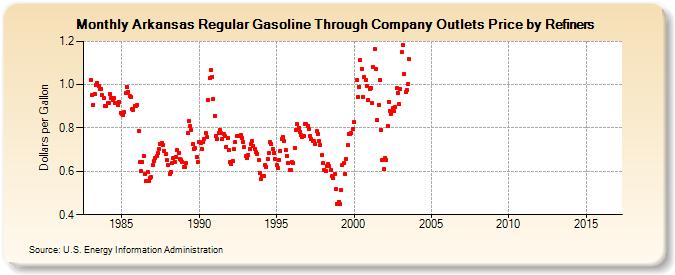 Monthly Arkansas Regular Gasoline Through Company Outlets Price by Refiners
Dollars per Gallon
1.2
1.0
0.8
0.6
0.4
1985 1990 1995 2000 2005 2010 2015
Source: U.S. Energy Information Administration